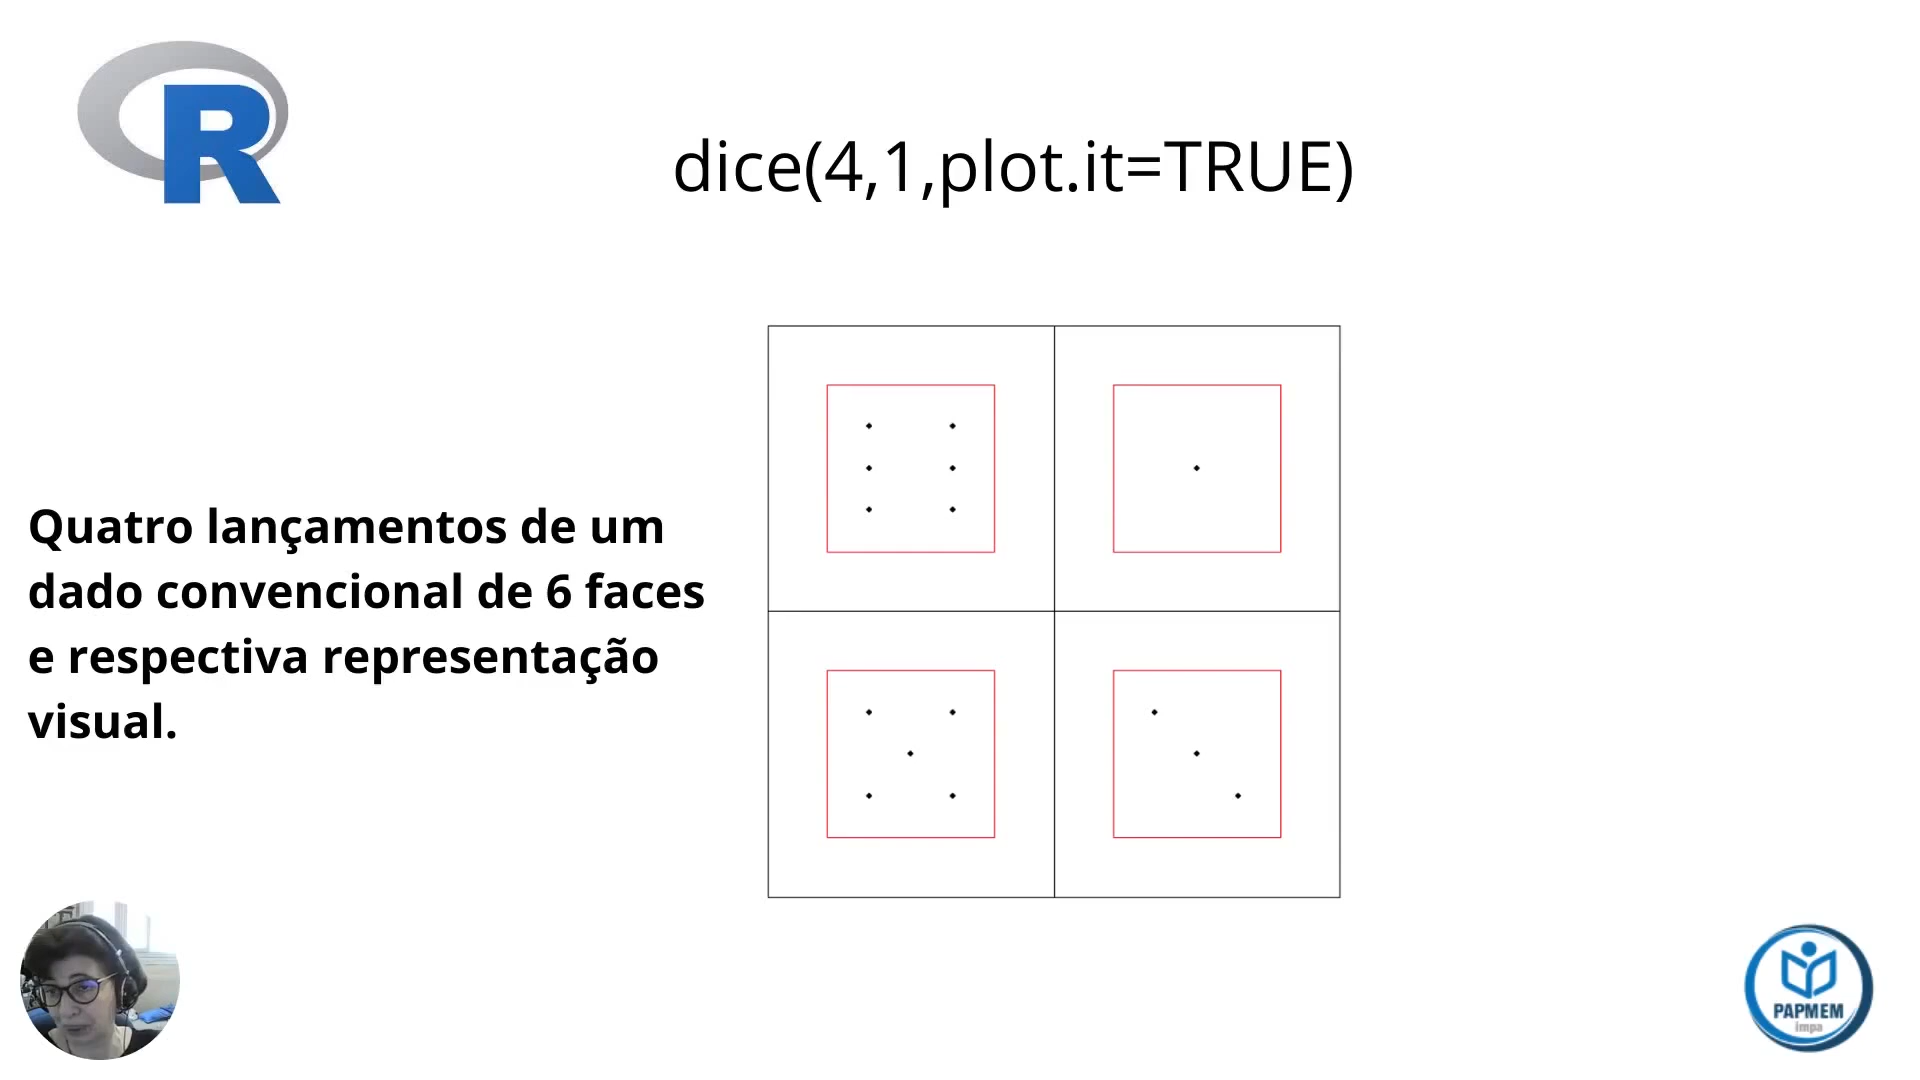 R
dice(4,1,plot.it=TRUE)
Quatro lançamentos de um
dado convencional de 6 faces
e respectiva representação
visual.
PAPMEM
impa